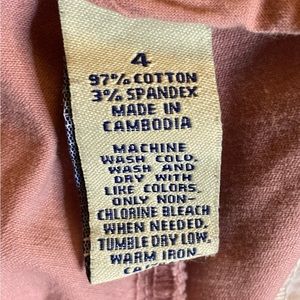 4
97% COTTON
3% SPANDEX
MADE IN
CAMBODIA
MACHINE
WASH COLD,
WASH AND
DRY WITH
LIKE COLORS.
ONLY NON-
CHLORINE BLEACH
WHEN NEEDED.
TUMBLE DRY LOW.
WARM IRON